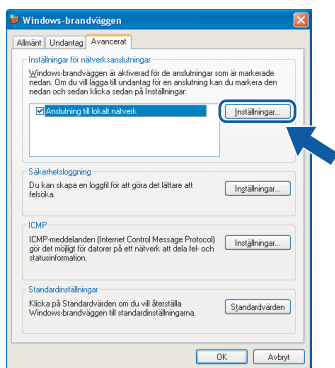 Windows-brandväggen
Allmänt Undantag Avancerat
Inställningar för nätverksanslutningar
Windows-brandväggen är aktiverad för de anslutningar som är markerade
nedan. Om du vill lägga till undantag för en anslutning kan du markera den
nedan och sedan klicka sedan på Inställningar:
Anslutning till lokalt nätverk
Inställningar...
Säkerhetsloggning
Du kan skapa en loggfil för att göra det lättare att
felsöka.
Inställningar...
ICMP
ICMP-meddelanden (Internet Control Message Protocol)
gör det möjligt för datorer på ett nätverk att dela fel- och
statusinformation.
Inställningar...
Standardinställningar
Klicka på Standardvärden om du vill återställa
Windows-brandväggen till standardinställningarna.
Standardvärden
OK Avbryt